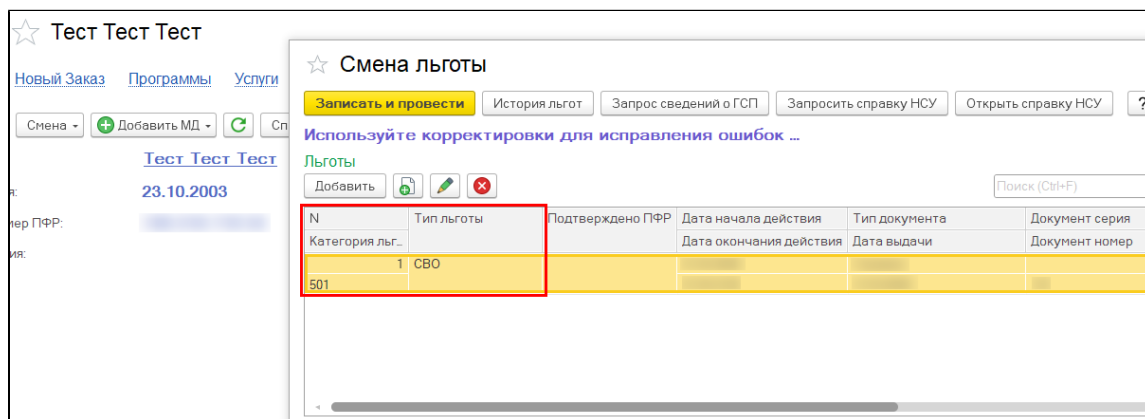 Тест Тест Тест
Новый Заказ Программы Услуги
Смена Добавить МД Сп
Тест Тест Тест
я: 23.10.2003
мер ПФР:
ия:
Смена льготы
Записать и провести История льгот Запрос сведений о ГСП Запросить справку НСУ Открыть справку НСУ ?
Используйте корректировки для исправления ошибок ...
Льготы
Добавить Поиск (Ctrl+F)
N Тип льготы Подтверждено ПФР Дата начала действия Тип документа Документ серия
Категория льг... Дата окончания действия Дата выдачи Документ номер
1 СВО
501